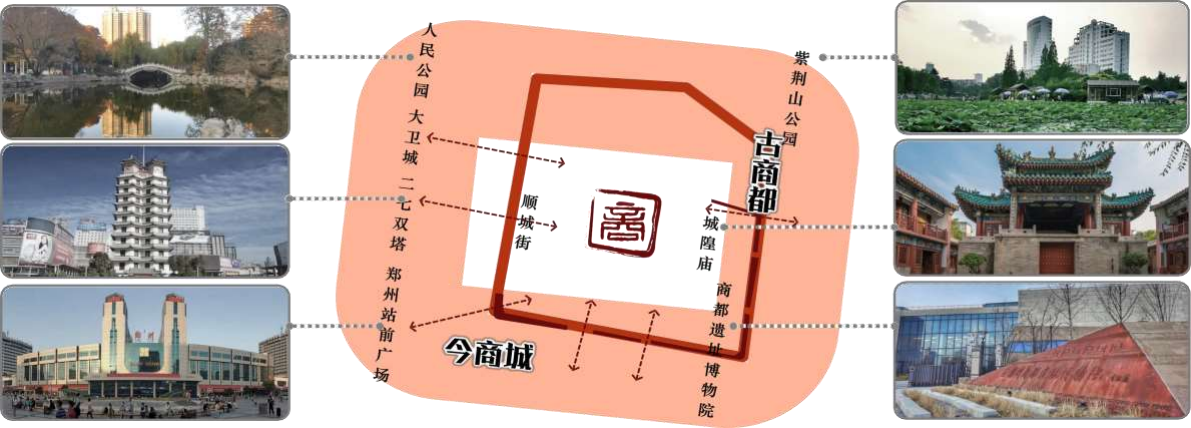 人民公园
大卫城
二七双塔
郑州站前广场
紫荆山公园
古商都
顺城街
商
城隍庙
商都遗址博物院
今商城